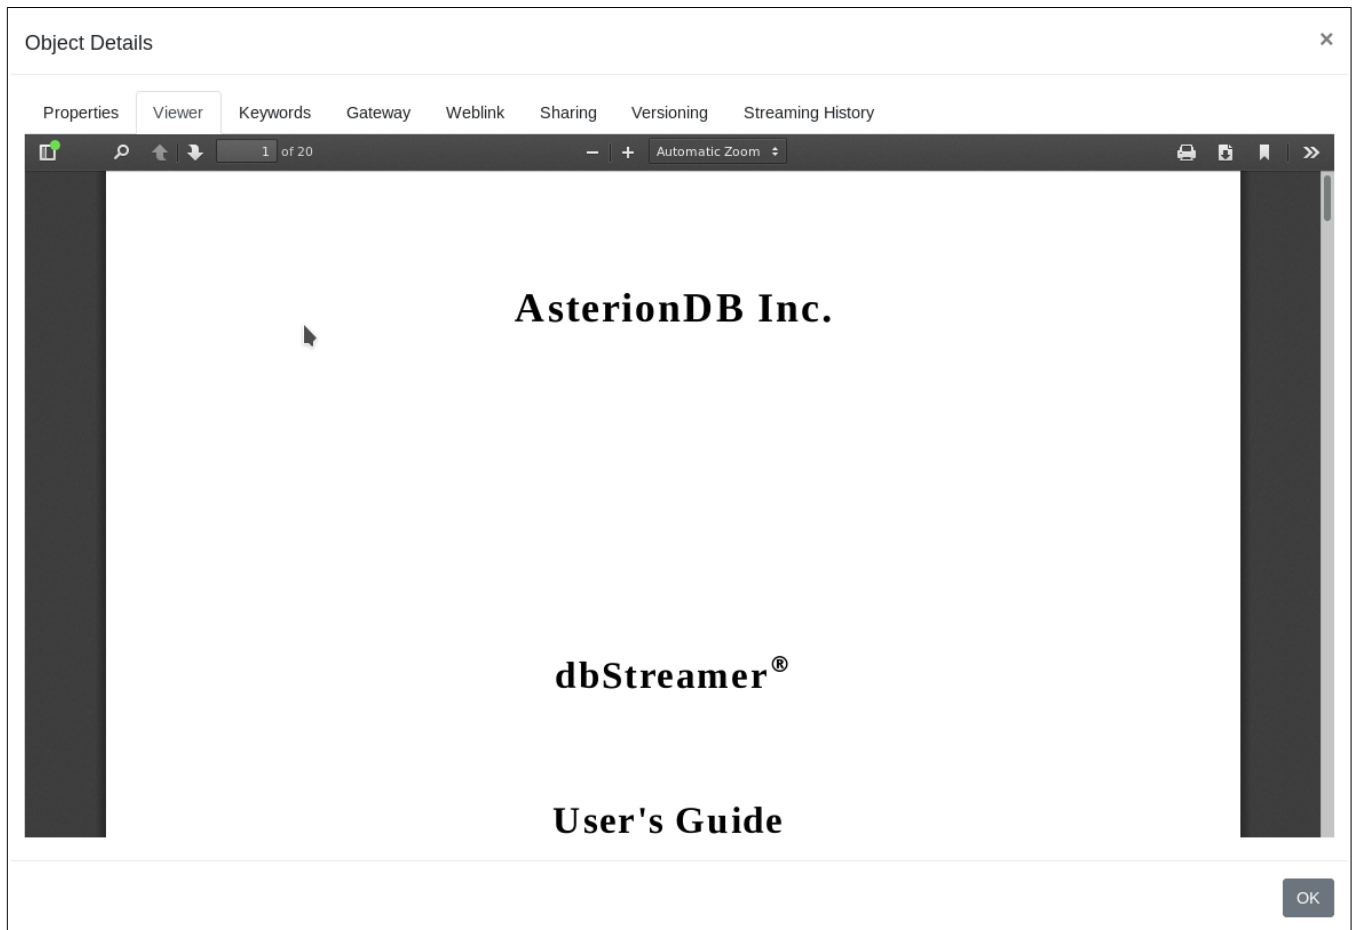 Object Details ×
Properties Viewer Keywords Gateway Weblink Sharing Versioning Streaming History
1 of 20 Automatic Zoom
AsterionDB Inc.
dbStreamer®
User's Guide
OK